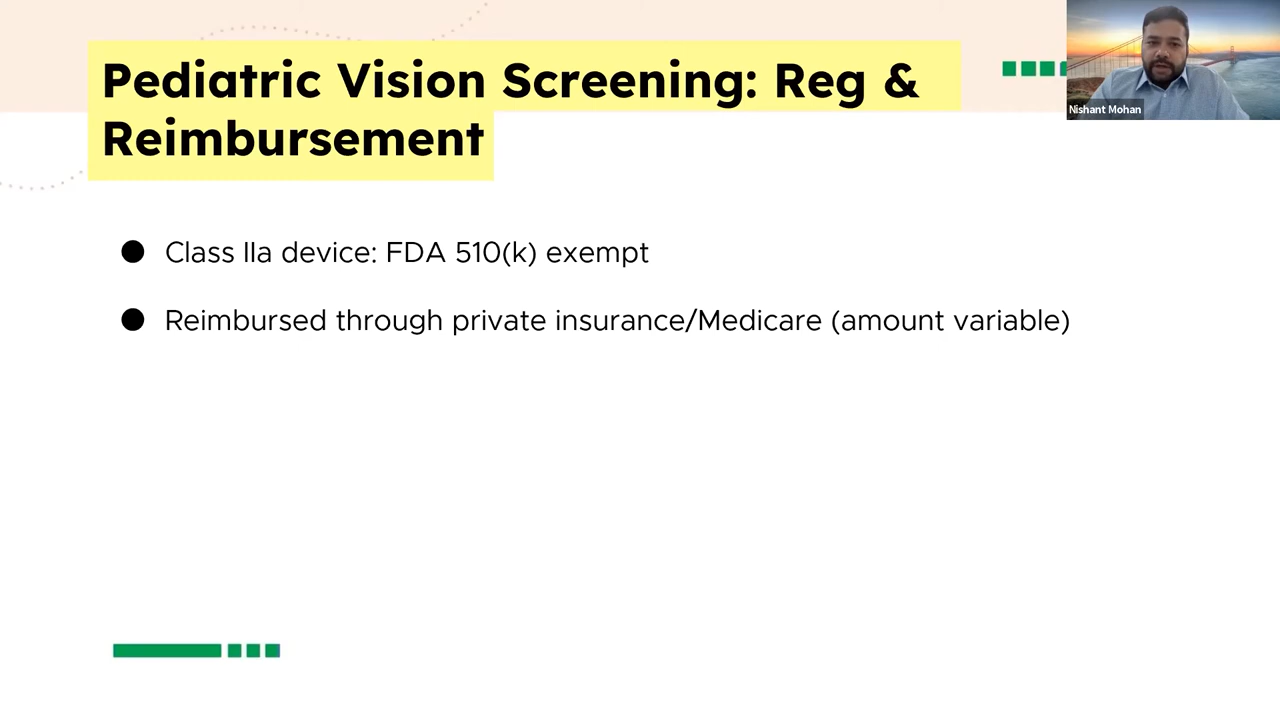 Pediatric Vision Screening: Reg &
Reimbursement
Nishant Mohan
● Class IIa device: FDA 510(k) exempt
● Reimbursed through private insurance/Medicare (amount variable)